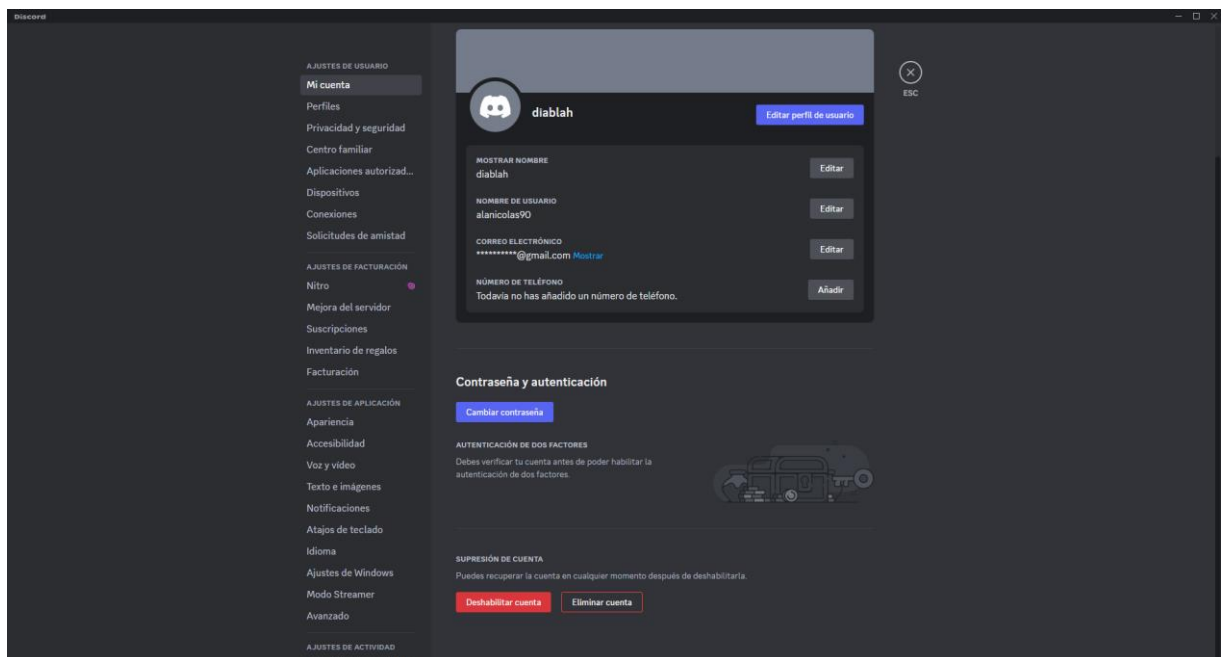 Discord
AJUSTES DE USUARIO
Mi cuenta
Perfiles
Privacidad y seguridad
Centro familiar
Aplicaciones autorizad...
Dispositivos
Conexiones
Solicitudes de amistad
AJUSTES DE FACTURACIÓN
Nitro
Mejora del servidor
Suscripciones
Inventario de regalos
Facturación
AJUSTES DE APLICACIÓN
Apariencia
Accesibilidad
Voz y vídeo
Texto e imágenes
Notificaciones
Atajos de teclado
Idioma
Ajustes de Windows
Modo Streamer
Avanzado
AJUSTES DE ACTIVIDAD
diablah
Editar perfil de usuario
MOSTRAR NOMBRE
diablah
Editar
NOMBRE DE USUARIO
alanicolas90
Editar
CORREO ELECTRÓNICO
**********@gmail.com Mostrar
Editar
NÚMERO DE TELÉFONO
Todavía no has añadido un número de teléfono.
Añadir
Contraseña y autenticación
Cambiar contraseña
AUTENTICACIÓN DE DOS FACTORES
Debes verificar tu cuenta antes de poder habilitar la
autenticación de dos factores.
SUPRESIÓN DE CUENTA
Puedes recuperar la cuenta en cualquier momento después de deshabilitarla.
Deshabilitar cuenta
Eliminar cuenta
ESC